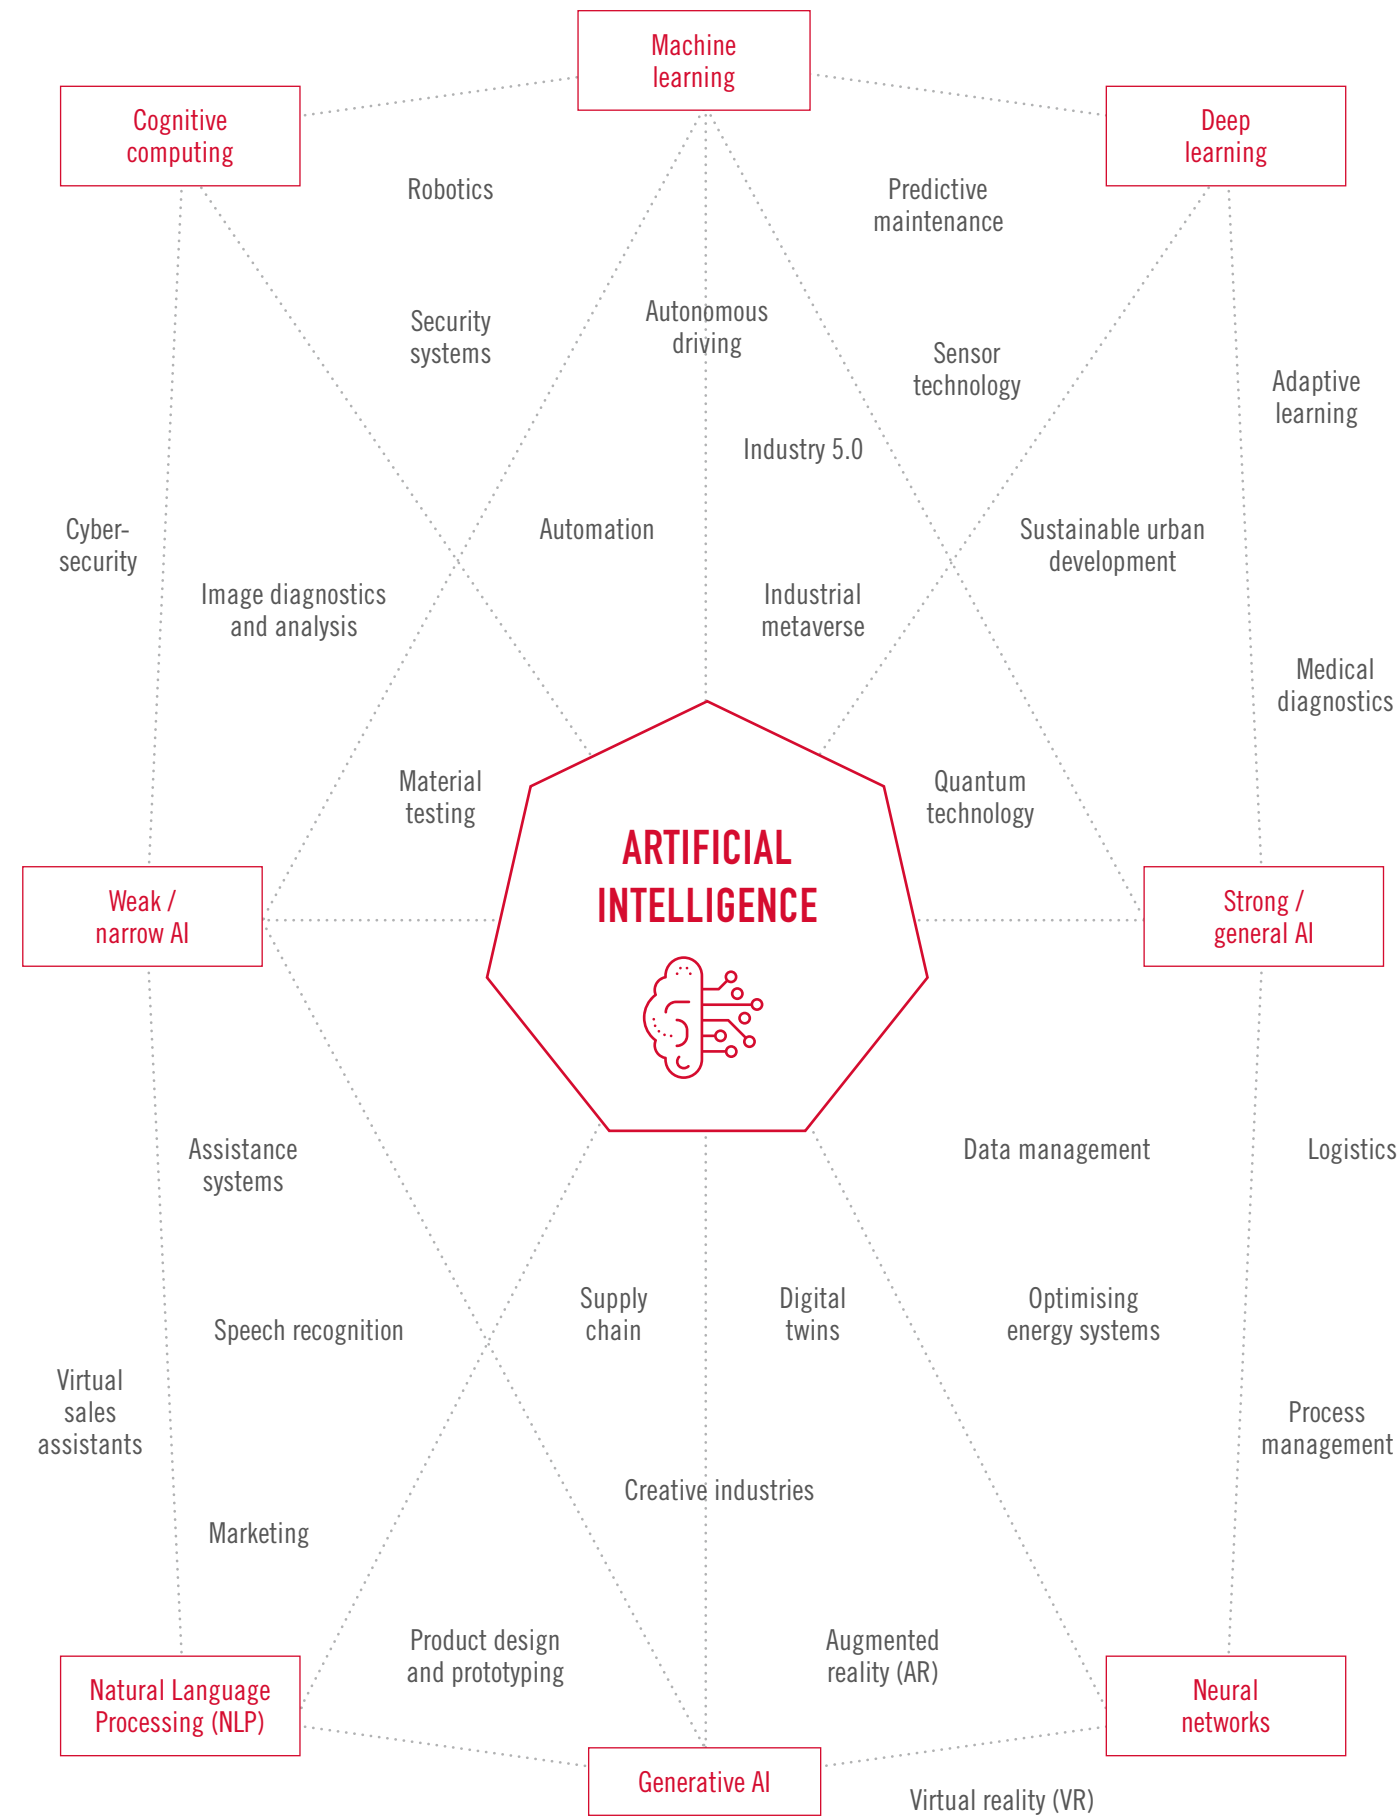 Machine
learning
Cognitive
computing
Deep
learning
Robotics
Predictive
maintenance
Security
systems
Autonomous
driving
Sensor
technology
Adaptive
learning
Industry 5.0
Cyber-
security
Automation
Sustainable urban
development
Image diagnostics
and analysis
Industrial
metaverse
Medical
diagnostics
Material
testing
Quantum
technology
ARTIFICIAL
INTELLIGENCE
Weak /
narrow AI
Strong /
general AI
Assistance
systems
Data management
Logistics
Supply
chain
Digital
twins
Optimising
energy systems
Speech recognition
Virtual
sales
assistants
Process
management
Creative industries
Marketing
Product design
and prototyping
Augmented
reality (AR)
Natural Language
Processing (NLP)
Neural
networks
Generative AI
Virtual reality (VR)